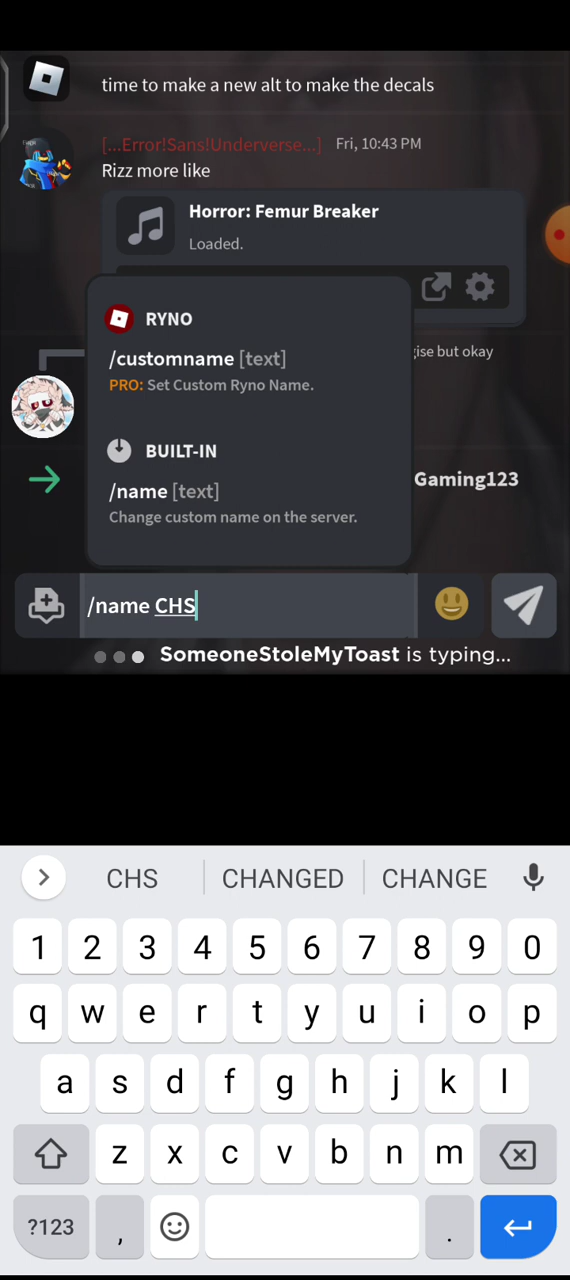 time to make a new alt to make the decals
[...Error!Sans!Underverse...] Fri, 10:43 PM
Rizz more like
Horror: Femur Breaker
Loaded.
RYNO
/customname [text]
gise but okay
PRO: Set Custom Ryno Name.
BUILT-IN
/name [text]
Gaming123
Change custom name on the server.
/name CHS
SomeoneStoleMyToast is typing...
CHS CHANGED CHANGE
1 2 3 4 5 6 7 8 9 0
q w e r t y u i o p
a s d f g h j k l
z x c v b n m
?123 , .